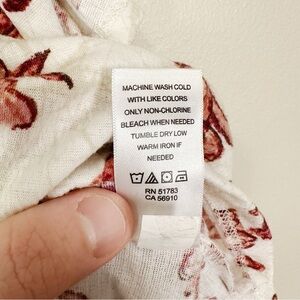 MACHINE WASH COLD
WITH LIKE COLORS
ONLY NON-CHLORINE
BLEACH WHEN NEEDED
TUMBLE DRY LOW
WARM IRON IF
NEEDED
RN 51783
CA 56910